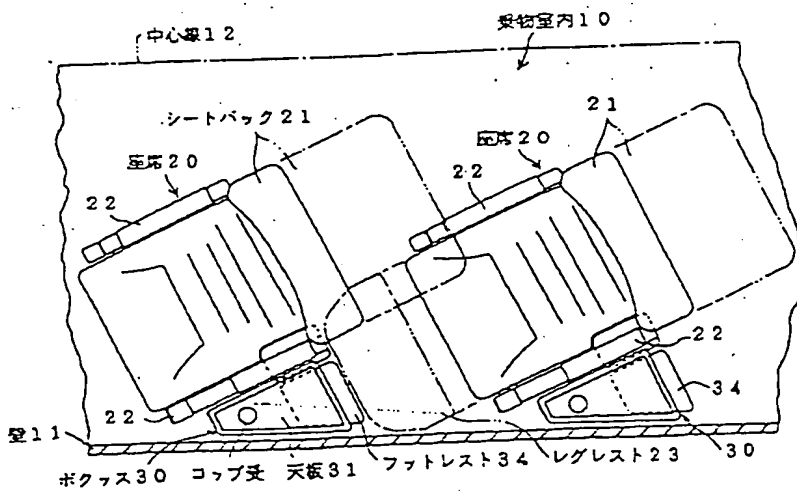 中心線12
乗物室内10
シートバック21
21
座席20
座席20
22
22
22
34
22
30
壁11
ボックス30 コップ受 天板31 フットレスト34 レグレスト23